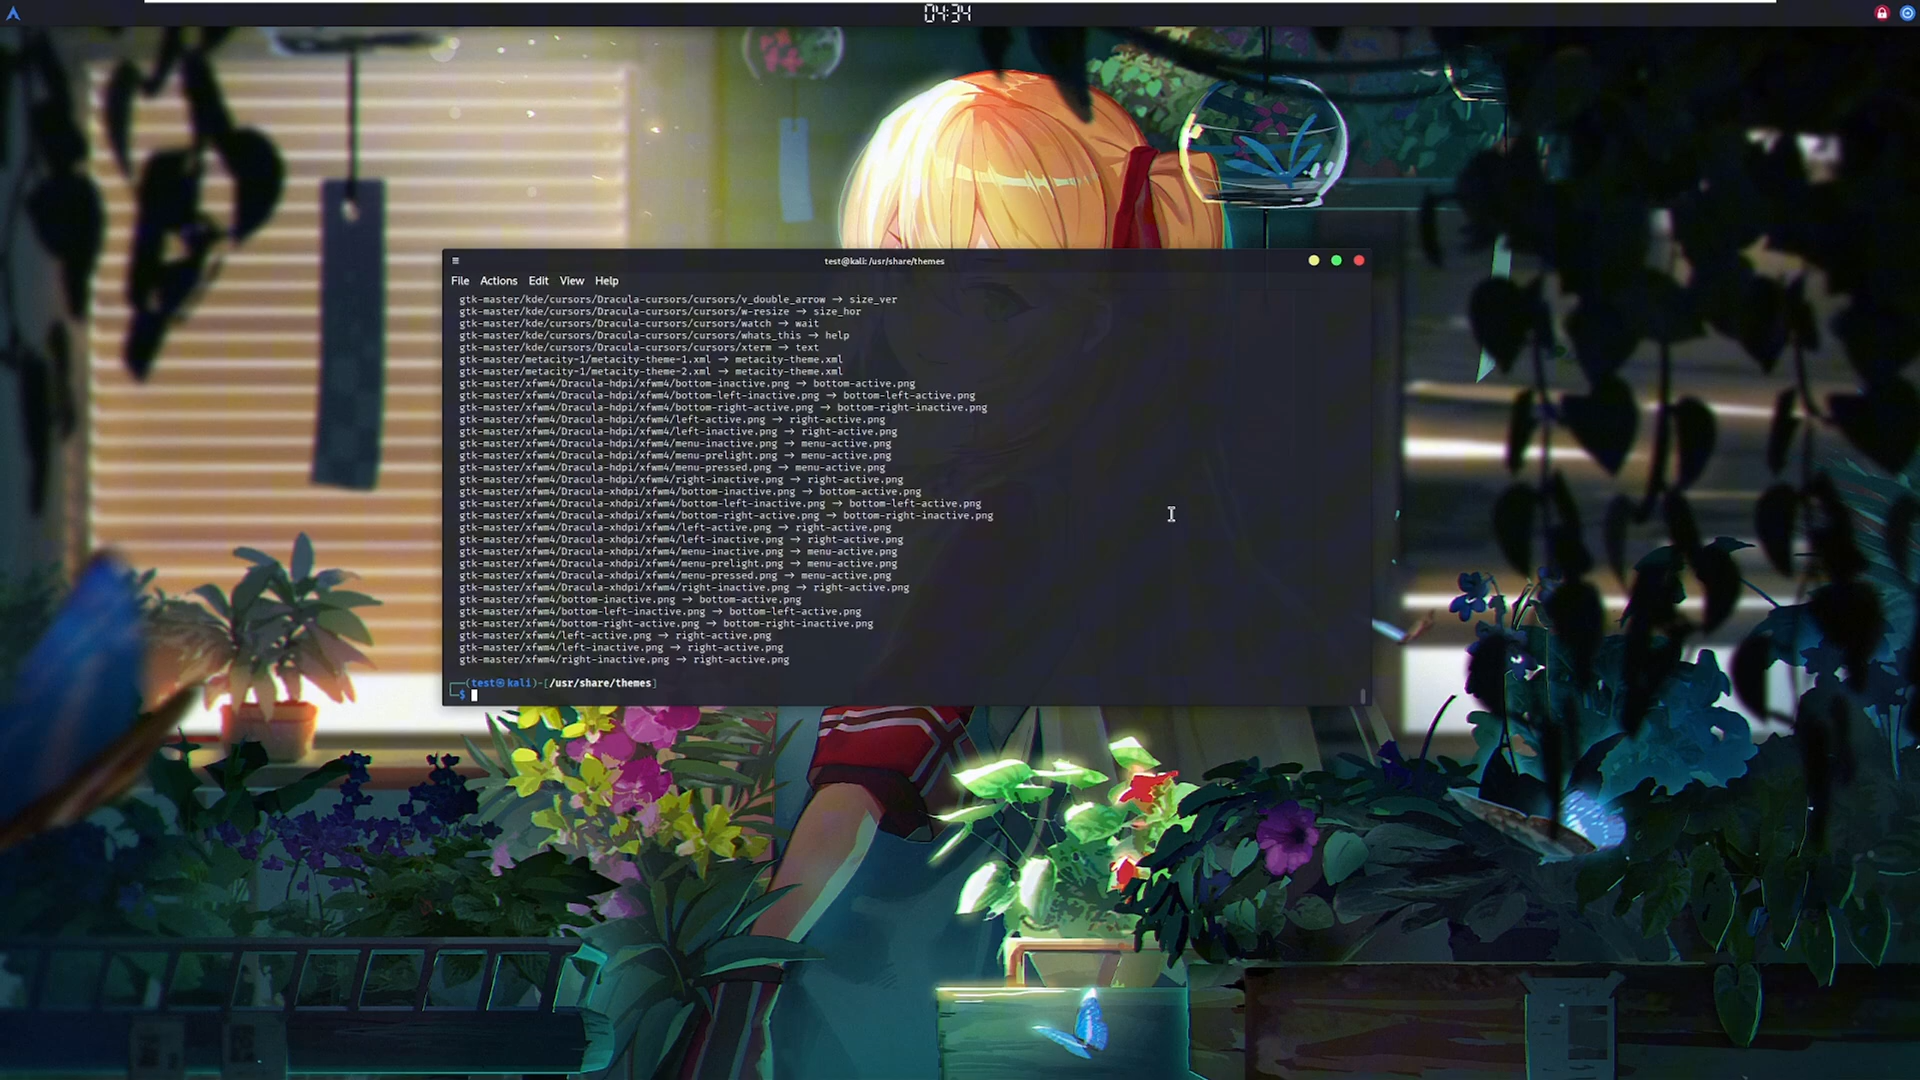 04:34
test@kali: /usr/share/themes
File Actions Edit View Help
gtk-master/kde/cursors/Dracula-cursors/cursors/v_double_arrow → size_ver
gtk-master/kde/cursors/Dracula-cursors/cursors/w-resize → size_hor
gtk-master/kde/cursors/Dracula-cursors/cursors/watch → wait
gtk-master/kde/cursors/Dracula-cursors/cursors/whats_this → help
gtk-master/kde/cursors/Dracula-cursors/cursors/xterm → text
gtk-master/metacity-1/metacity-theme-1.xml → metacity-theme.xml
gtk-master/metacity-1/metacity-theme-2.xml → metacity-theme.xml
gtk-master/xfwm4/Dracula-hdpi/xfwm4/bottom-inactive.png → bottom-active.png
gtk-master/xfwm4/Dracula-hdpi/xfwm4/bottom-left-inactive.png → bottom-left-active.png
gtk-master/xfwm4/Dracula-hdpi/xfwm4/bottom-right-active.png → bottom-right-inactive.png
gtk-master/xfwm4/Dracula-hdpi/xfwm4/left-active.png → right-active.png
gtk-master/xfwm4/Dracula-hdpi/xfwm4/left-inactive.png → right-active.png
gtk-master/xfwm4/Dracula-hdpi/xfwm4/menu-inactive.png → menu-active.png
gtk-master/xfwm4/Dracula-hdpi/xfwm4/menu-prelight.png → menu-active.png
gtk-master/xfwm4/Dracula-hdpi/xfwm4/menu-pressed.png → menu-active.png
gtk-master/xfwm4/Dracula-hdpi/xfwm4/right-inactive.png → right-active.png
gtk-master/xfwm4/Dracula-xhdpi/xfwm4/bottom-inactive.png → bottom-active.png
gtk-master/xfwm4/Dracula-xhdpi/xfwm4/bottom-left-inactive.png → bottom-left-active.png
gtk-master/xfwm4/Dracula-xhdpi/xfwm4/bottom-right-active.png → bottom-right-inactive.png
gtk-master/xfwm4/Dracula-xhdpi/xfwm4/left-active.png → right-active.png
gtk-master/xfwm4/Dracula-xhdpi/xfwm4/left-inactive.png → right-active.png
gtk-master/xfwm4/Dracula-xhdpi/xfwm4/menu-inactive.png → menu-active.png
gtk-master/xfwm4/Dracula-xhdpi/xfwm4/menu-prelight.png → menu-active.png
gtk-master/xfwm4/Dracula-xhdpi/xfwm4/menu-pressed.png → menu-active.png
gtk-master/xfwm4/Dracula-xhdpi/xfwm4/right-inactive.png → right-active.png
gtk-master/xfwm4/bottom-inactive.png → bottom-active.png
gtk-master/xfwm4/bottom-left-inactive.png → bottom-left-active.png
gtk-master/xfwm4/bottom-right-active.png → bottom-right-inactive.png
gtk-master/xfwm4/left-active.png → right-active.png
gtk-master/xfwm4/left-inactive.png → right-active.png
gtk-master/xfwm4/right-inactive.png → right-active.png
┌──(test㉿kali)-[/usr/share/themes]
└─$